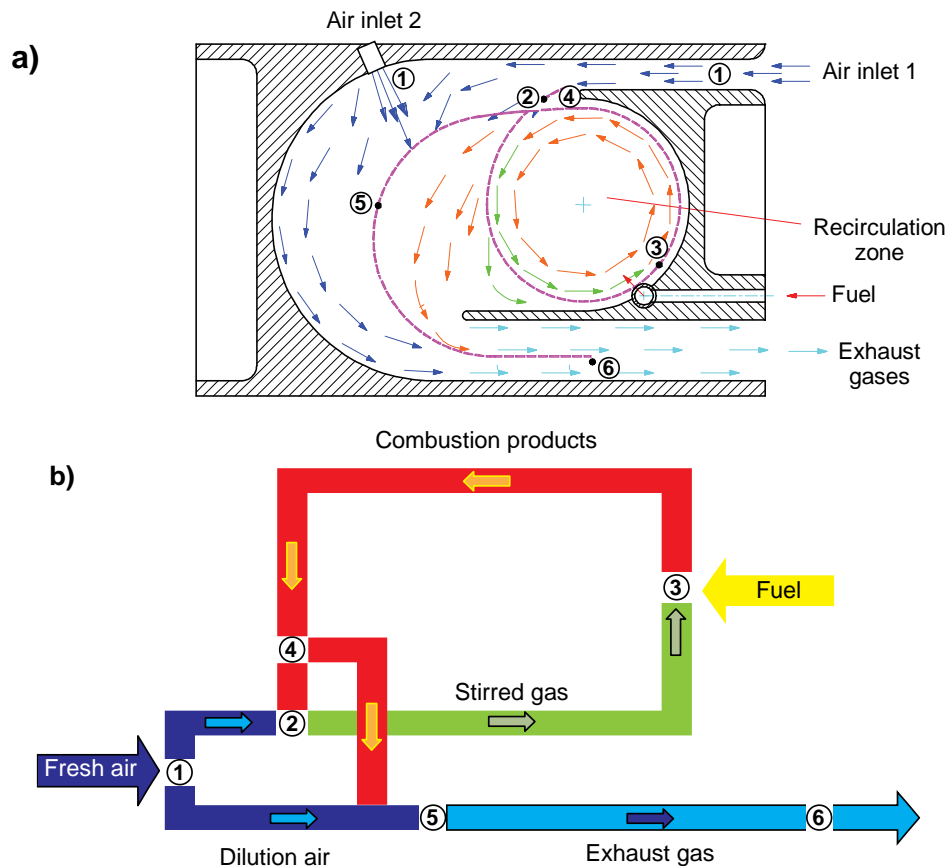 a)
Air inlet 2
1
1
Air inlet 1
2
4
5
3
Recirculation
zone
Fuel
Exhaust
gases
6
b)
Combustion products
3
Fuel
4
Stirred gas
2
Fresh air
1
5
6
Dilution air
Exhaust gas